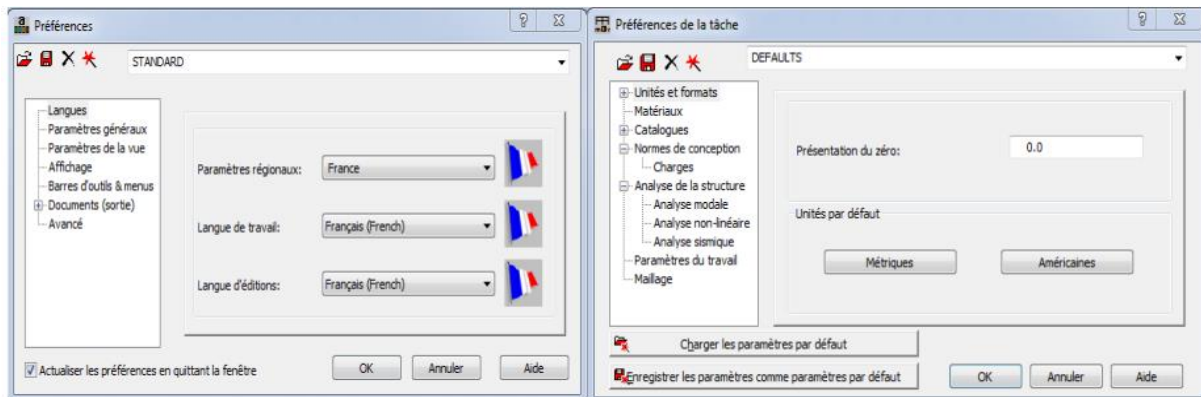 Préférences
STANDARD
Langues
Paramètres généraux
Paramètres de la vue
Affichage
Barres d'outils & menus
Documents (sortie)
Avancé
Paramètres régionaux: France
Langue de travail: Français (French)
Langue d'éditions: Français (French)
Actualiser les préférences en quittant la fenêtre
OK Annuler Aide
Préférences de la tâche
DEFAULTS
Unités et formats
Matériaux
Catalogues
Normes de conception
Charges
Analyse de la structure
Analyse modale
Analyse non-linéaire
Analyse sismique
Paramètres du travail
Maillage
Présentation du zéro: 0.0
Unités par défaut
Métriques Américaines
Charger les paramètres par défaut
Enregistrer les paramètres comme paramètres par défaut
OK Annuler Aide